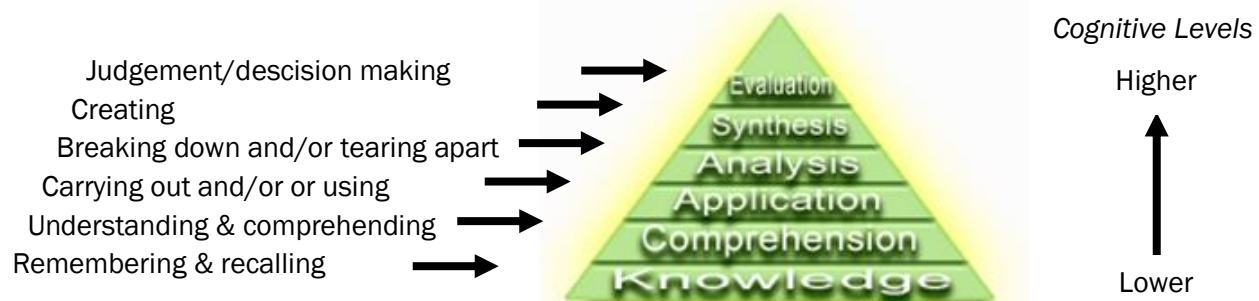 Cognitive Levels
Judgement/descision making
Evaluation
Higher
Creating
Synthesis
Breaking down and/or tearing apart
Analysis
Carrying out and/or or using
Application
Understanding & comprehending
Comprehension
Remembering & recalling
Knowledge
Lower